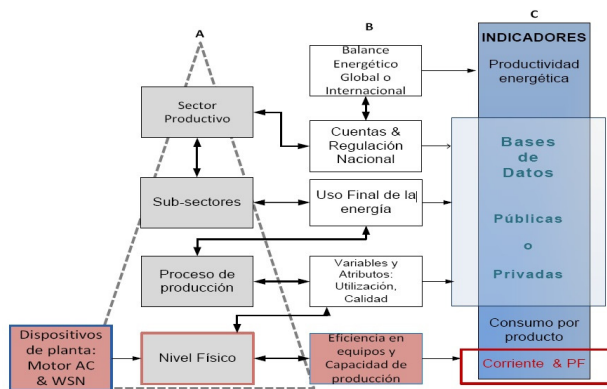 A
B
C
Balance
Energético
Global o
Internacional
INDICADORES
Productividad
energética
Sector
Productivo
Cuentas &
Regulación
Nacional
Bases
de
Datos
Públicas
o
Privadas
Sub-sectores
Uso Final de la
energía
Proceso de
producción
Variables y
Atributos:
Utilización,
Calidad
Consumo por
producto
Dispositivos
de planta:
Motor AC
& WSN
Nivel Físico
Eficiencia en
equipos y
Capacidad de
producción
Corriente & PF